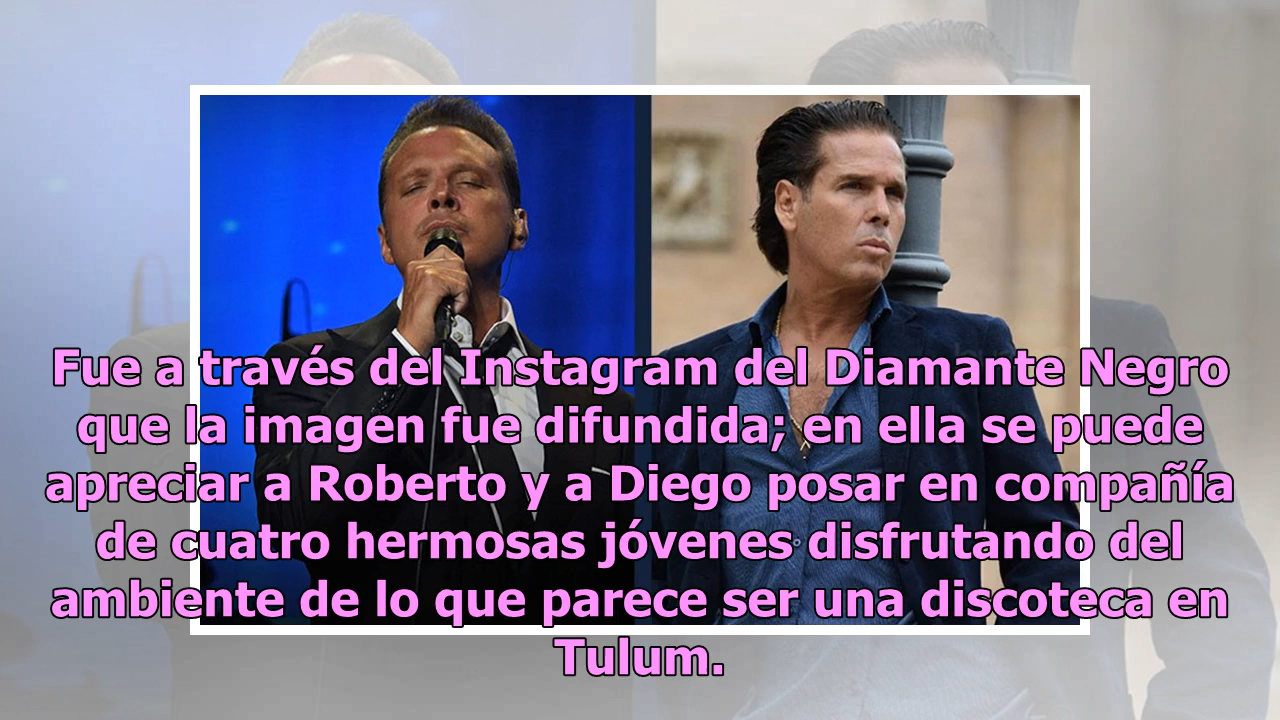 Fue a través del Instagram del Diamante Negro
que la imagen fue difundida; en ella se puede
apreciar a Roberto y a Diego posar en compañía
de cuatro hermosas jóvenes disfrutando del
ambiente de lo que parece ser una discoteca en
Tulum.